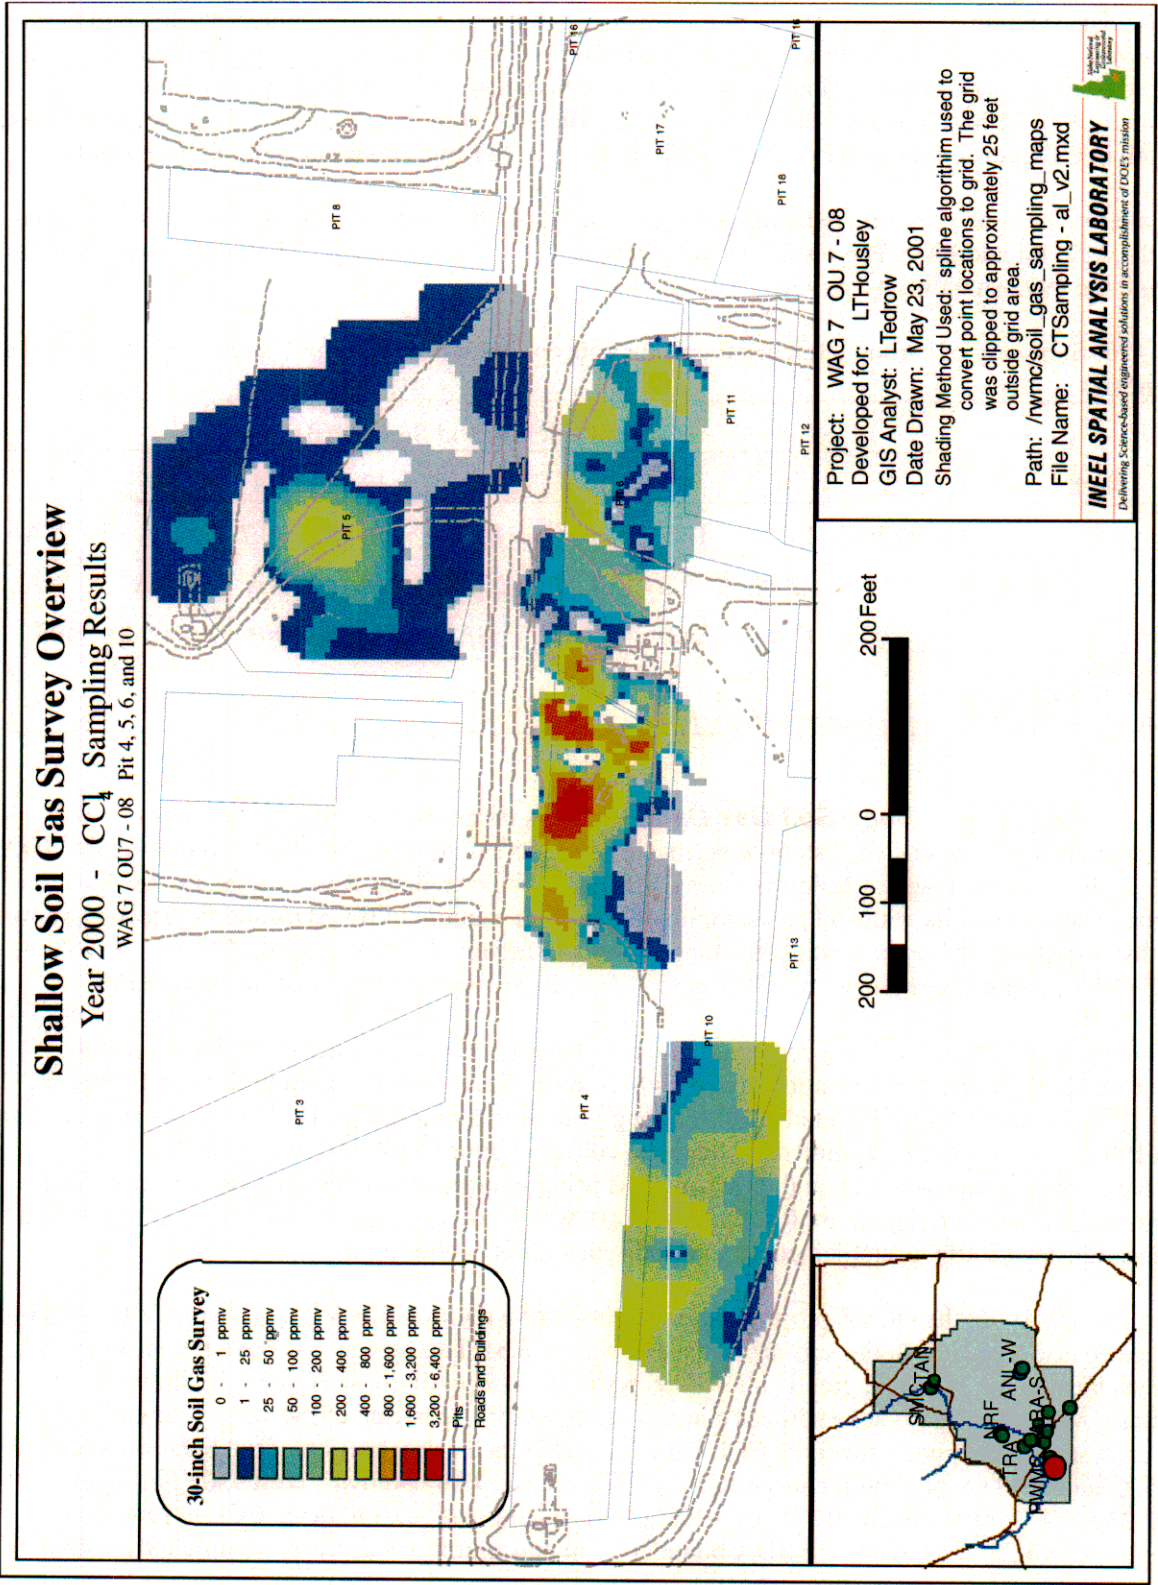 Shallow Soil Gas Survey Overview
Year 2000 - CCl4 Sampling Results
WAG 7 OU7 - 08 Pit 4, 5, 6, and 10
30-inch Soil Gas Survey
0 - 1 ppmv
1 - 25 ppmv
25 - 50 ppmv
50 - 100 ppmv
100 - 200 ppmv
200 - 400 ppmv
400 - 800 ppmv
800 - 1,600 ppmv
1,600 - 3,200 ppmv
3,200 - 6,400 ppmv
Pits
Roads and Buildings
PIT 3
PIT 5
PIT 8
PIT 16
PIT 4
PIT 6
PIT 17
PIT 10
PIT 11
PIT 18
PIT 16
PIT 13
PIT 12
SMC
TAN
NRF
ANL-W
TRA
ARA-S
RWMC
200
100
0
200 Feet
Project: WAG 7 OU 7 - 08
Developed for: LTHousley
GIS Analyst: LTedrow
Date Drawn: May 23, 2001
Shading Method Used: spline algorithim used to
convert point locations to grid. The grid
was clipped to approximately 25 feet
outside grid area.
Path: /rwmc/soil_gas_sampling_maps
File Name: CTSampling - al_v2.mxd
INEEL SPATIAL ANALYSIS LABORATORY
Delivering Science-based engineered solutions in accomplishment of DOE's mission
Idaho National
Engineering &
Environmental
Laboratory